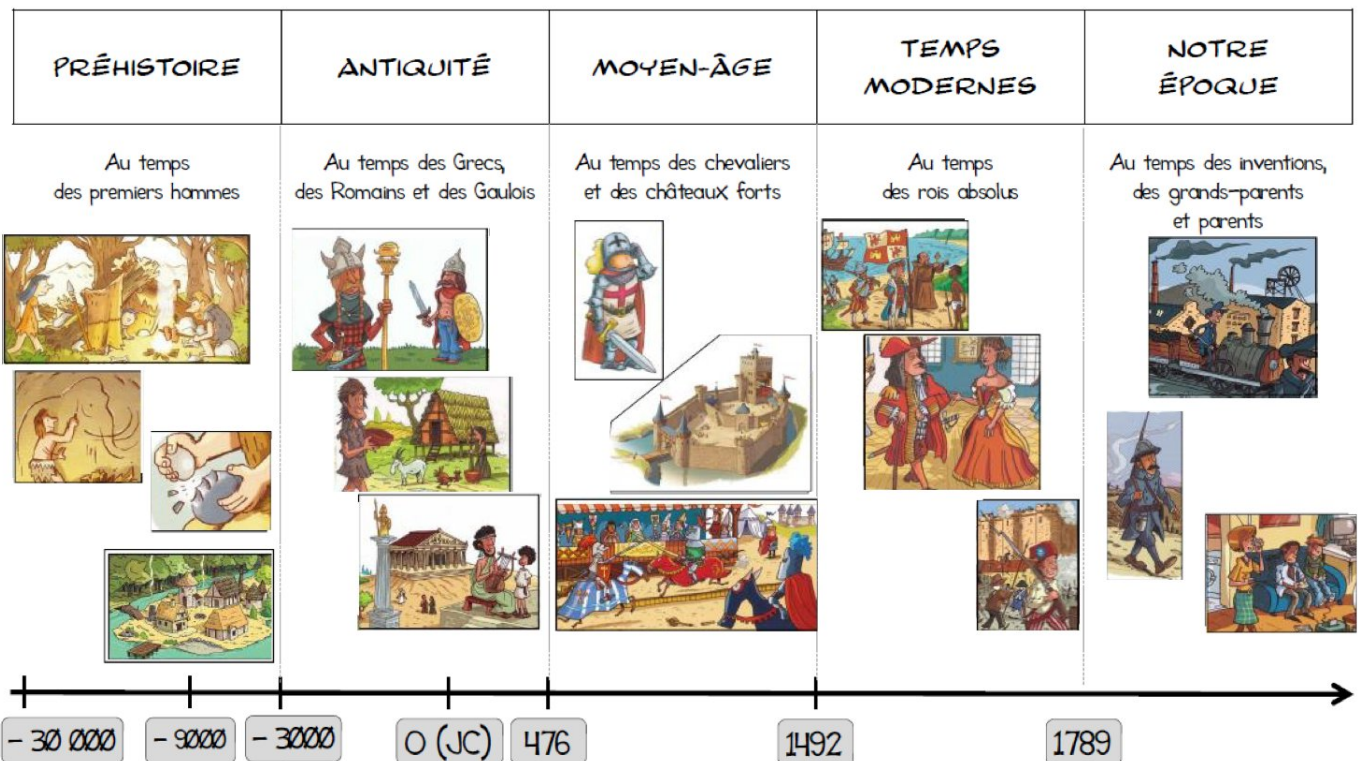 PRÉHISTOIRE
ANTIQUITÉ
MOYEN-ÂGE
TEMPS
MODERNES
NOTRE
ÉPOQUE
Au temps
des premiers hommes
Au temps des Grecs,
des Romains et des Gaulois
Au temps des chevaliers
et des châteaux forts
Au temps
des rois absolus
Au temps des inventions,
des grands-parents
et parents
- 30 000
- 9000
- 3000
0 (JC)
476
1492
1789